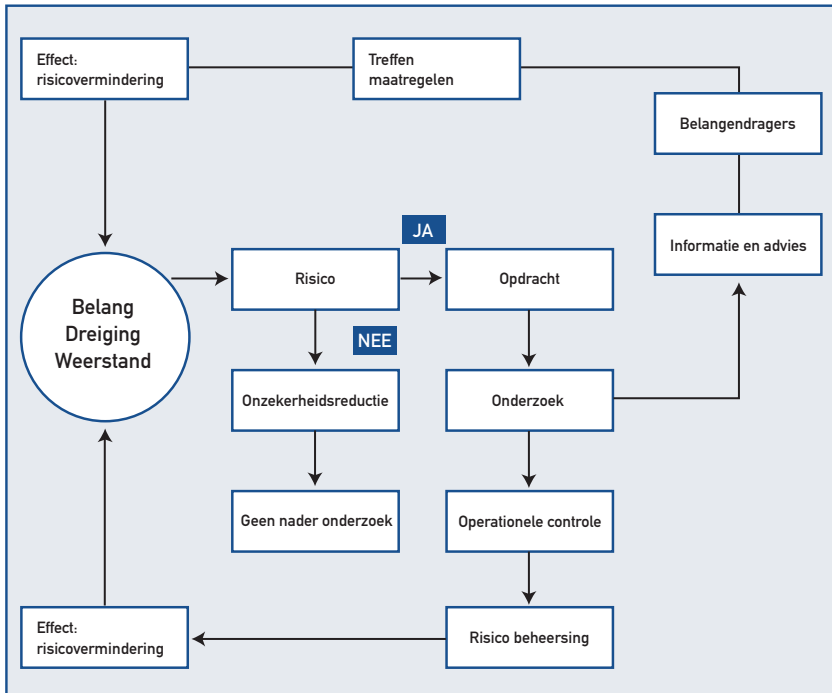 Effect:
risicovermindering
Treffen
maatregelen
Belangendragers
Informatie en advies
JA
Belang
Dreiging
Weerstand
Risico
Opdracht
NEE
Onzekerheidsreductie
Onderzoek
Geen nader onderzoek
Operationele controle
Effect:
risicovermindering
Risico beheersing